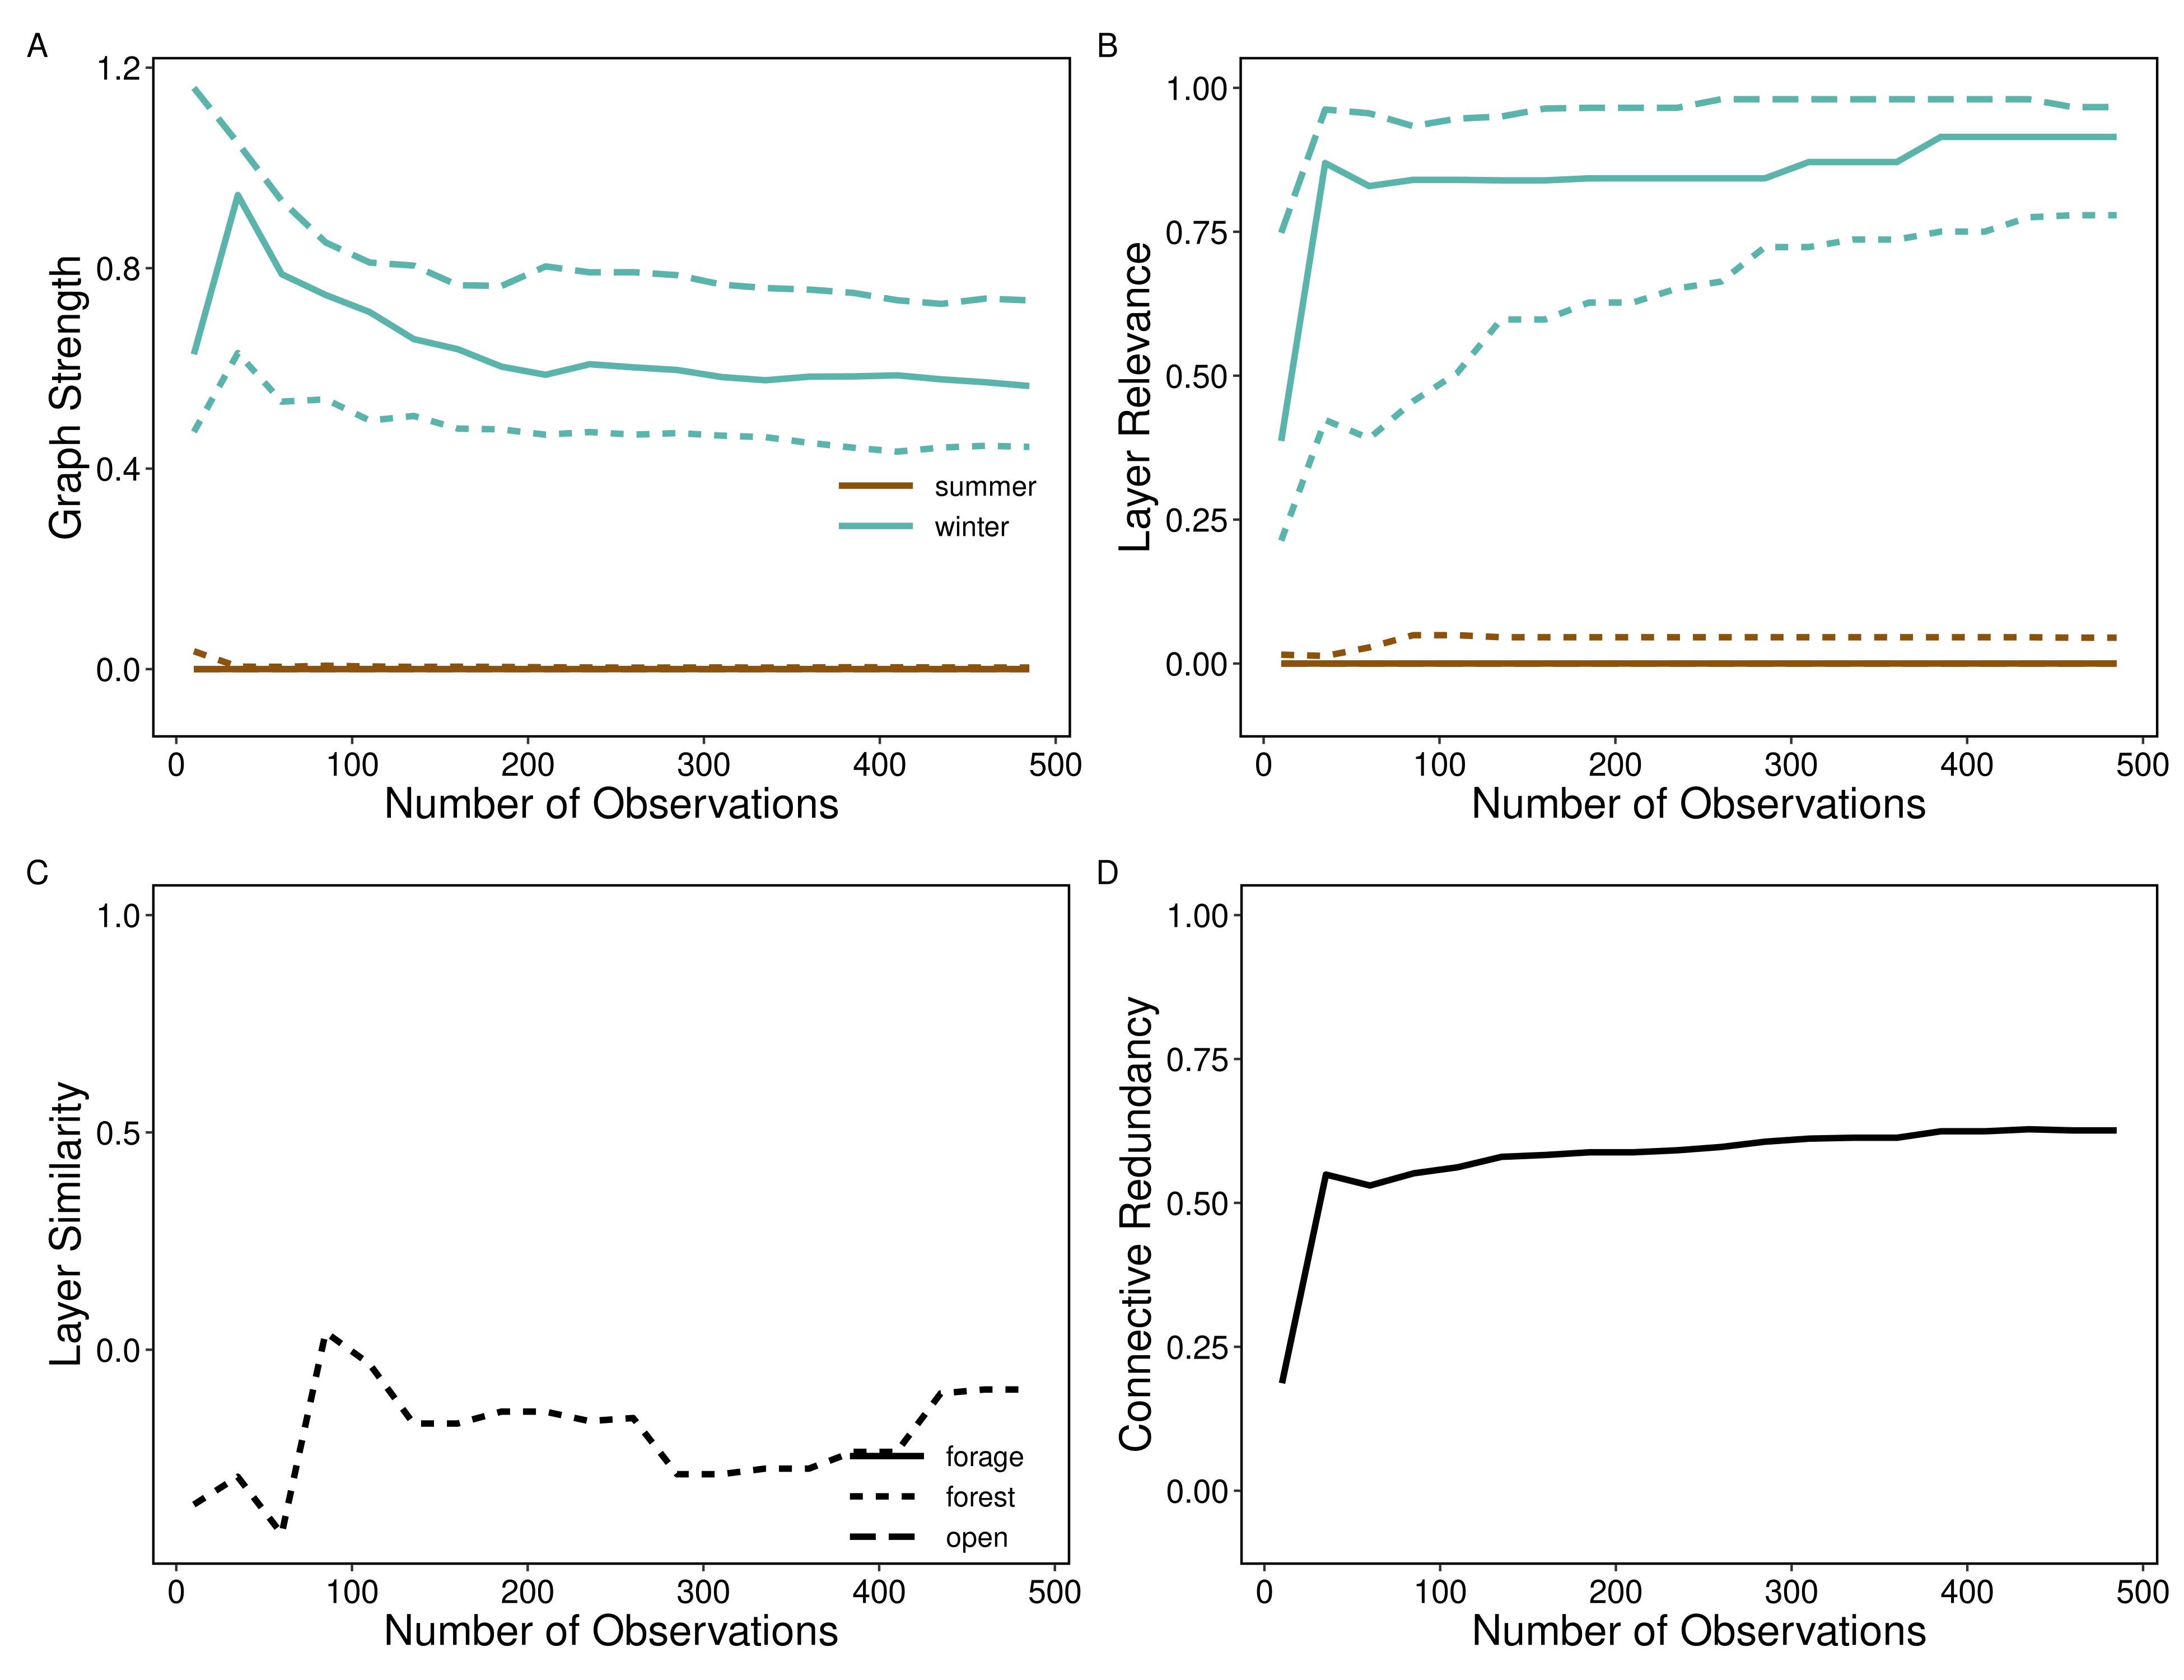 A
1.2
0.8
0.4
0.0
Graph Strength
summer
winter
0 100 200 300 400 500
Number of Observations
B
1.00
0.75
0.50
0.25
0.00
Layer Relevance
0 100 200 300 400 500
Number of Observations
C
1.0
0.5
0.0
Layer Similarity
forage
forest
open
0 100 200 300 400 500
Number of Observations
D
1.00
0.75
0.50
0.25
0.00
Connective Redundancy
0 100 200 300 400 500
Number of Observations